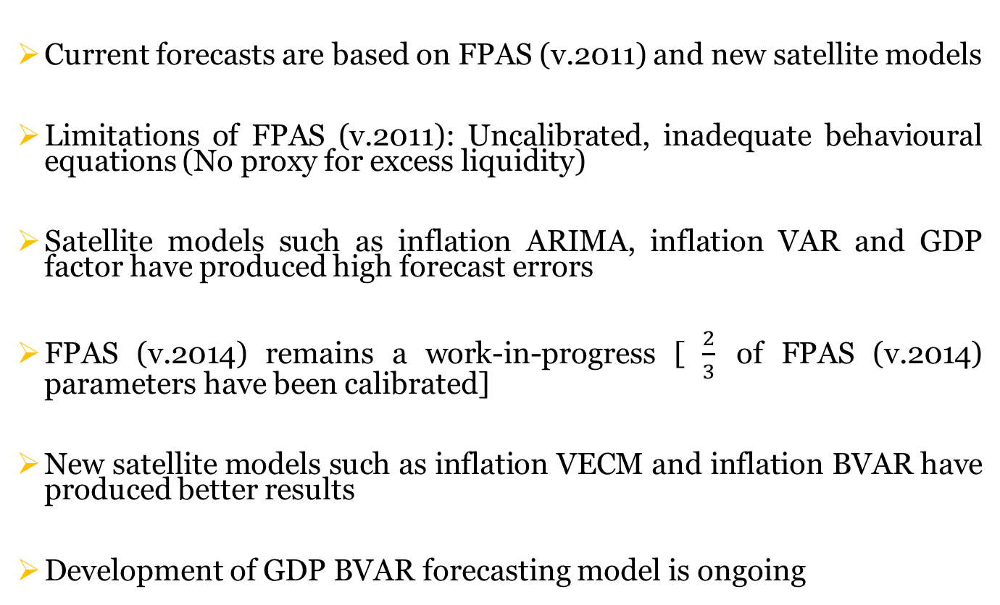 ➢ Current forecasts are based on FPAS (v.2011) and new satellite models
➢ Limitations of FPAS (v.2011): Uncalibrated, inadequate behavioural
equations (No proxy for excess liquidity)
➢ Satellite models such as inflation ARIMA, inflation VAR and GDP
factor have produced high forecast errors
➢ FPAS (v.2014) remains a work-in-progress [ 2/3 of FPAS (v.2014)
parameters have been calibrated]
➢ New satellite models such as inflation VECM and inflation BVAR have
produced better results
➢ Development of GDP BVAR forecasting model is ongoing